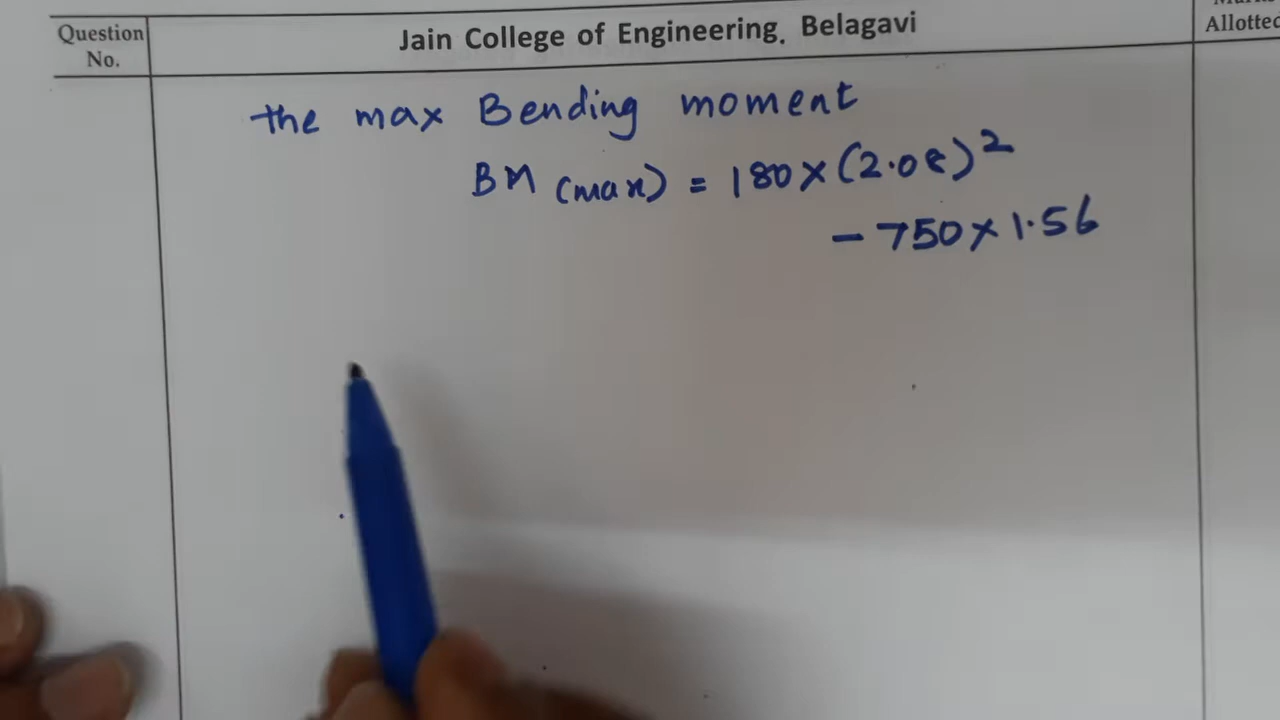 Question No.
Jain College of Engineering, Belagavi
Allotted
the max Bending moment
BM (max) = 180 × (2.08)²
- 750 × 1.56